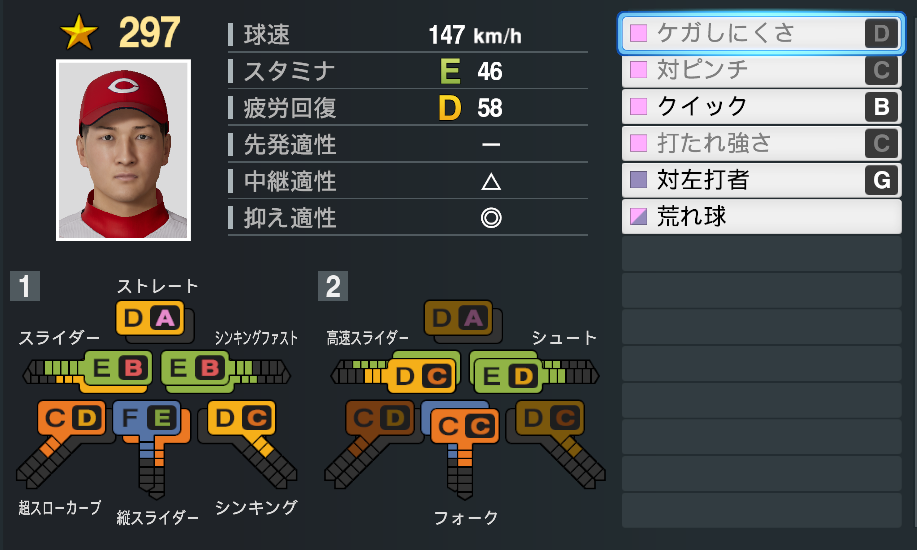 ★ 297
球速 147 km/h
スタミナ E 46
疲労回復 D 58
先発適性 ー
中継適性 △
抑え適性 ◎
ケガしにくさ D
対ピンチ C
クイック B
打たれ強さ C
対左打者 G
荒れ球
C
1
ストレート
D A
スライダー
E B
シンキングファスト
E B
C D
F E
D C
超スローカーブ
縦スライダー
シンキング
2
D A
高速スライダー
D C
シュート
E D
C D
C C
D C
フォーク